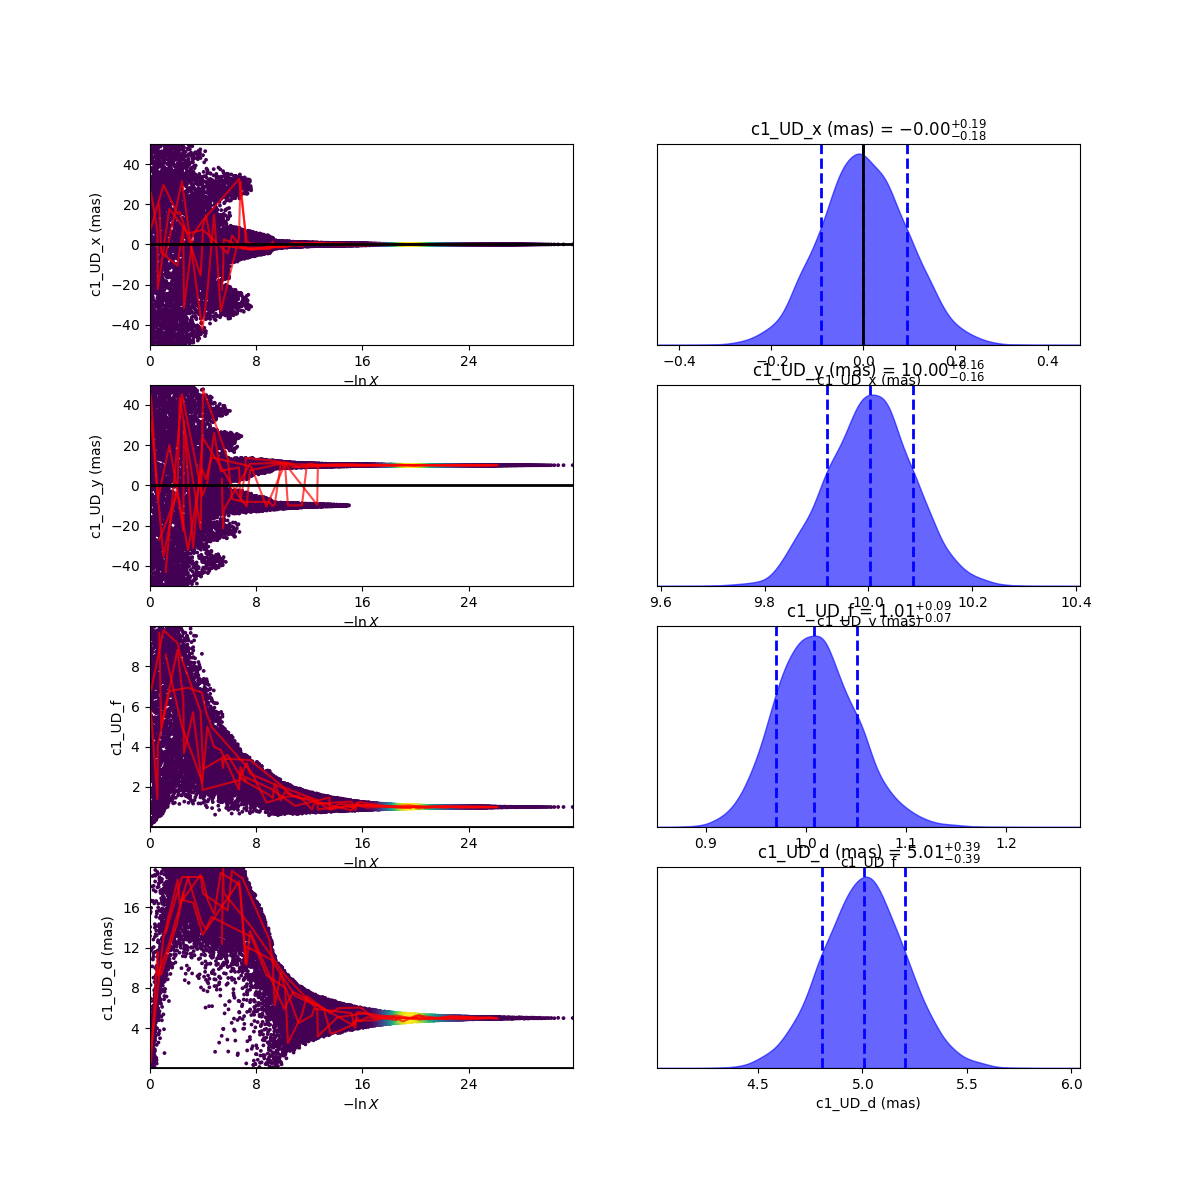 c1_UD_x (mas) = −0.00+0.19−0.18
c1_UD_x (mas)
40
20
0
−20
−40
0 8 16 24
−ln X
−0.4 −0.2 0.0 0.2 0.4
c1_UD_x (mas)
c1_UD_y (mas) = 10.00+0.16−0.16
c1_UD_y (mas)
40
20
0
−20
−40
0 8 16 24
−ln X
9.6 9.8 10.0 10.2 10.4
c1_UD_y (mas)
c1_UD_f = 1.01+0.09−0.07
c1_UD_f
8
6
4
2
0 8 16 24
−ln X
0.9 1.0 1.1 1.2
c1_UD_f
c1_UD_d (mas) = 5.01+0.39−0.39
c1_UD_d (mas)
16
12
8
4
0 8 16 24
−ln X
4.5 5.0 5.5 6.0
c1_UD_d (mas)